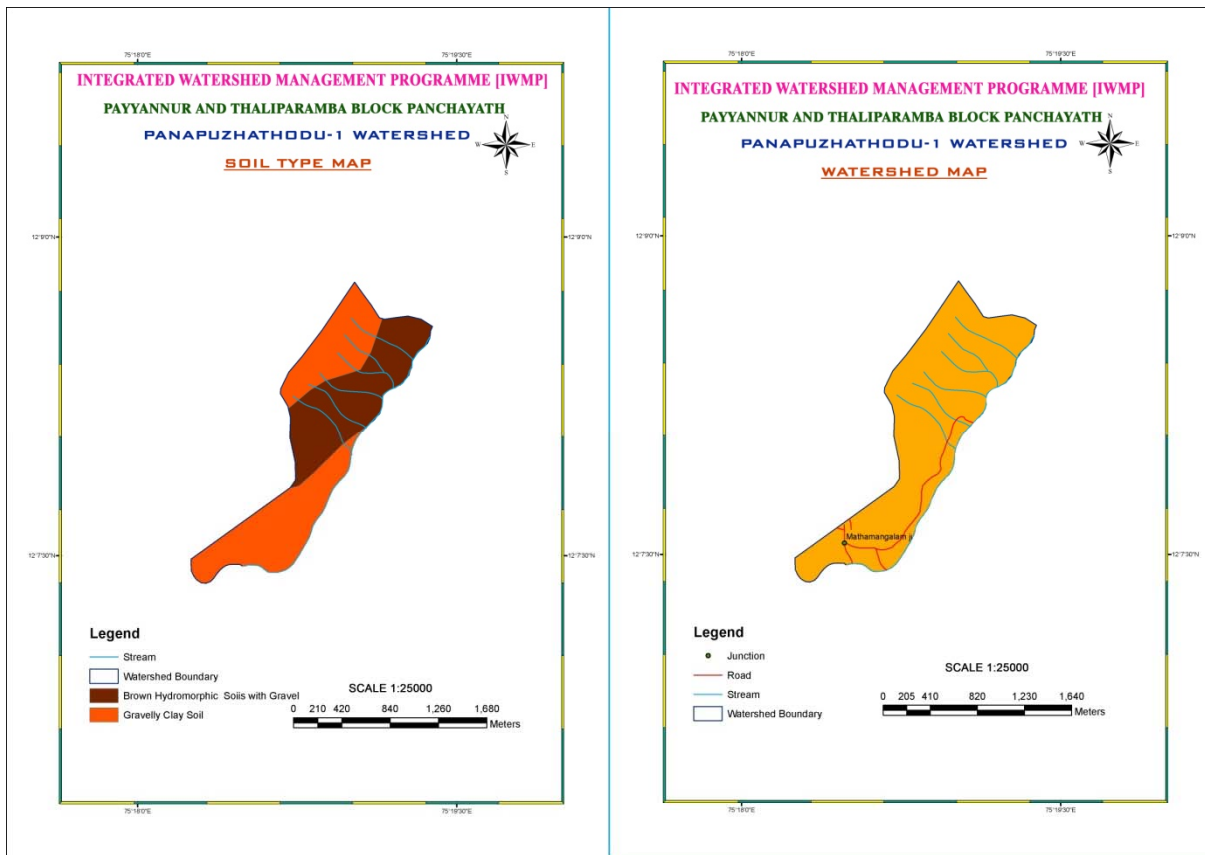 75°18'0"E
75°19'30"E
INTEGRATED WATERSHED MANAGEMENT PROGRAMME [IWMP]
PAYYANNUR AND THALIPARAMBA BLOCK PANCHAYATH
PANAPUZHATHODU-1 WATERSHED
SOIL TYPE MAP
N
W
E
S
12°9'0"N
12°9'0"N
12°7'30"N
12°7'30"N
Legend
Stream
Watershed Boundary
Brown Hydromorphic Soils with Gravel
Gravelly Clay Soil
SCALE 1:25000
0 210 420 840 1,260 1,680
Meters
75°18'0"E
75°19'30"E
75°18'0"E
75°19'30"E
INTEGRATED WATERSHED MANAGEMENT PROGRAMME [IWMP]
PAYYANNUR AND THALIPARAMBA BLOCK PANCHAYATH
PANAPUZHATHODU-1 WATERSHED
WATERSHED MAP
N
W
E
S
12°9'0"N
12°9'0"N
Mathamangalam
12°7'30"N
12°7'30"N
Legend
Junction
Road
Stream
Watershed Boundary
SCALE 1:25000
0 205 410 820 1,230 1,640
Meters
75°18'0"E
75°19'30"E